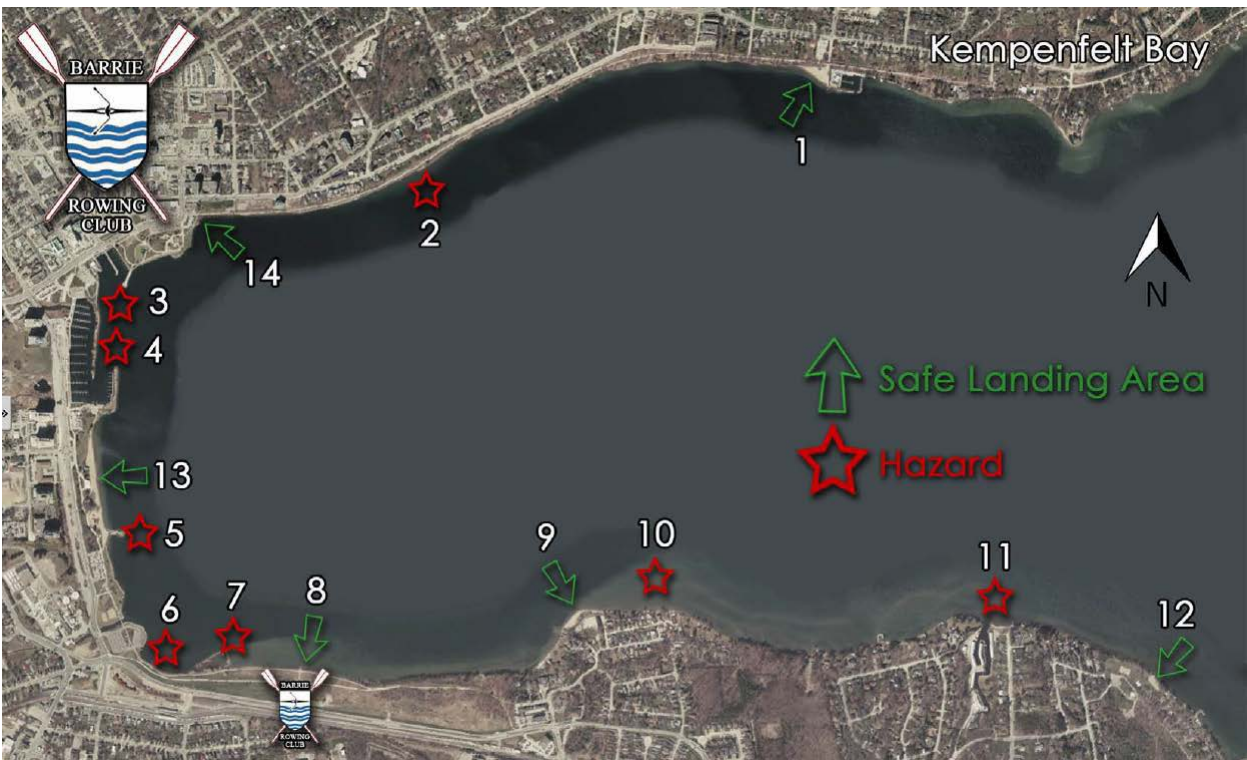 BARRIE
ROWING
CLUB
Kempenfelt Bay
1
2
14
N
3
4
Safe Landing Area
Hazard
13
5
9
10
11
6
7
8
12
BARRIE
ROWING
CLUB